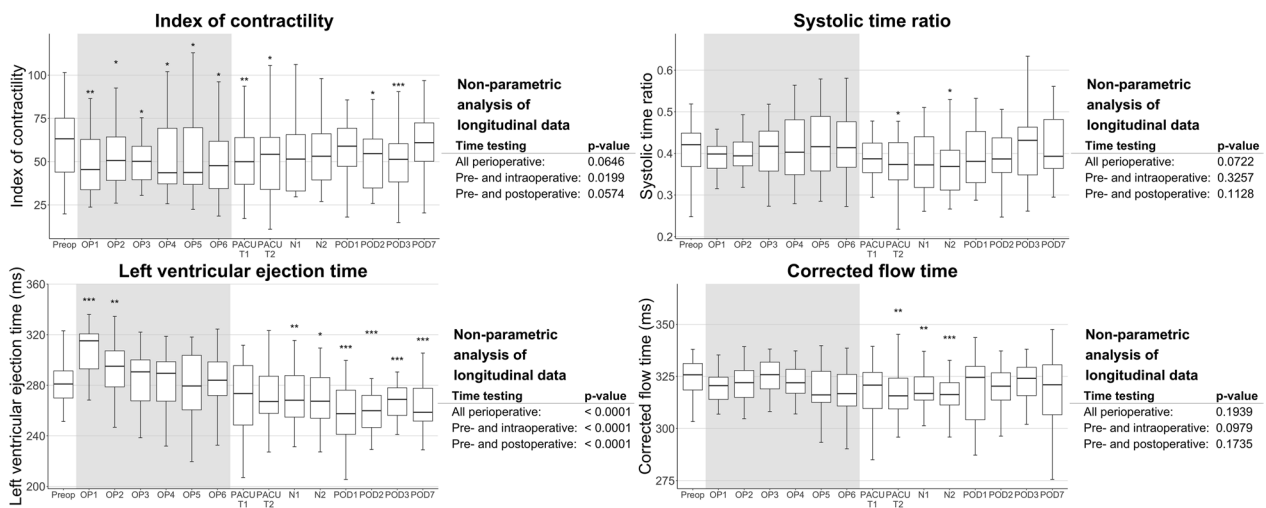 Index of contractility
Index of contractility
100
75
50
25
** * * * * * ** * * ***
Preop OP1 OP2 OP3 OP4 OP5 OP6 PACU T1 PACU T2 N1 N2 POD1 POD2 POD3 POD7
Non-parametric
analysis of
longitudinal data
Time testing p-value
All perioperative: 0.0646
Pre- and intraoperative: 0.0199
Pre- and postoperative: 0.0574
Systolic time ratio
Systolic time ratio
0.6
0.5
0.4
0.3
0.2
* *
Preop OP1 OP2 OP3 OP4 OP5 OP6 PACU T1 PACU T2 N1 N2 POD1 POD2 POD3 POD7
Non-parametric
analysis of
longitudinal data
Time testing p-value
All perioperative: 0.0722
Pre- and intraoperative: 0.3257
Pre- and postoperative: 0.1128
Left ventricular ejection time
Left ventricular ejection time (ms)
360
320
280
240
200
*** ** ** * *** *** *** ***
Preop OP1 OP2 OP3 OP4 OP5 OP6 PACU T1 PACU T2 N1 N2 POD1 POD2 POD3 POD7
Non-parametric
analysis of
longitudinal data
Time testing p-value
All perioperative: < 0.0001
Pre- and intraoperative: < 0.0001
Pre- and postoperative: < 0.0001
Corrected flow time
Corrected flow time (ms)
350
325
300
275
** ** ***
Preop OP1 OP2 OP3 OP4 OP5 OP6 PACU T1 PACU T2 N1 N2 POD1 POD2 POD3 POD7
Non-parametric
analysis of
longitudinal data
Time testing p-value
All perioperative: 0.1939
Pre- and intraoperative: 0.0979
Pre- and postoperative: 0.1735